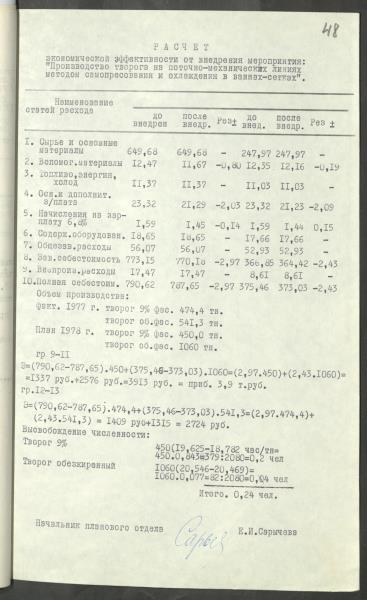 48
РАСЧЕТ
экономической эффективности от внедрения мероприятия:
"Производство творога на поточно-механических линиях
методом самопресования и охлаждения в ваннах-сетках".
Наименование статей расхода до внедрен после внедр. Рез± до внед. после внедр. Рез ±
1. Сырье и основные
материалы 649,68 649,68 - 247,97 247,97 -
2. Вспомог.материалы 12,47 11,67 -0,80 12,35 12,16 -0,19
3. Топливо,энергия,
холод 11,37 11,37 - 11,03 11,03 -
4. Осн.и дополнит.
з/плата 23,32 21,29 -2,03 23,32 21,23 -2,09
5. Начисления на зар-
плату 6,8% 1,59 1,45 -0,14 1,59 1,44 0,15
6. Содерж.оборудован. 18,65 18,65 - 17,66 17,66 -
7. Общезав.расходы 56,07 56,07 - 52,93 52,93 -
8. Зав.себестоимость 773,15 770,18 -2,97 366,85 364,42 -2,43
9. Внепроиз.расходы 17,47 17,47 - 8,61 8,61 -
10.Полная себестоим. 790,62 787,65 -2,97 375,46 373,03 -2,43
Объем производства:
факт. 1977 г. творог 9% фас. 474,4 тн.
творог об.фас. 541,3 тн.
План 1978 г. творог 9% фас. 450,0 тн.
творог об.фас. 1060 тн.
гр 9-11
Э=(790,62-787,65).450+(375,46-373,03).1060=(2,97.450)+(2,43.1060)=
=1337 руб.+2576 руб.=3913 руб. = приб. 3,9 т.руб.
гр.12-13
Э=(790,62-787,65).474,4+(375,46-373,03).541,3=(2,97.474,4)+
(2,43.541,3) = 1409 руб+1315 = 2724 руб.
Высвобождение численности:
Творог 9% 450(19,625-18,782 час/тн=
450.0,843=379:2080=0,2 чел
Творог обезжиренный 1060(20,546-20,469)=
1060.0,077=82:2080=0,04 чел
Итого. 0,24 чел.
Начальник планового отдела Е.И.Сарычева